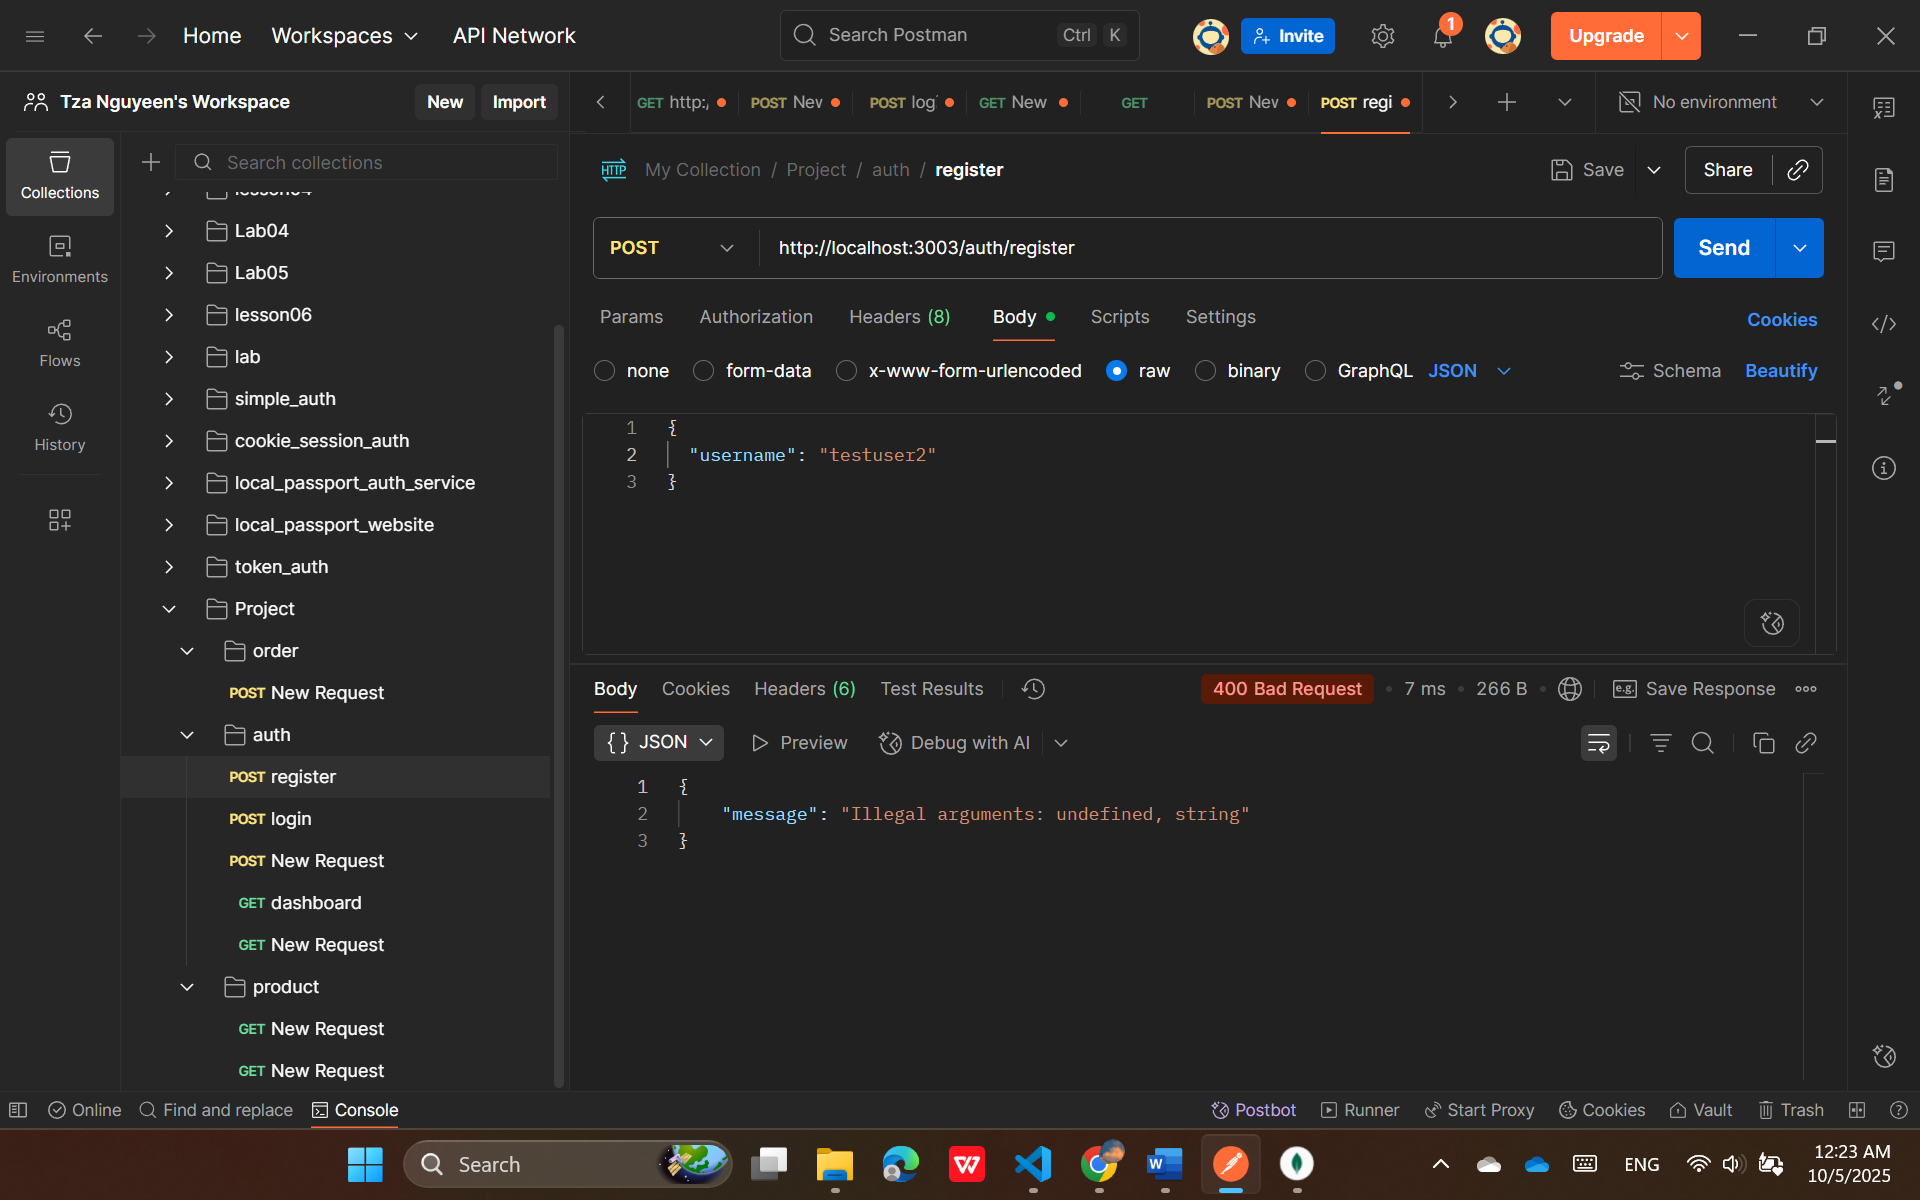 Home
Workspaces
API Network
Search Postman
Ctrl K
Invite
1
Upgrade
Tza Nguyeen's Workspace
New
Import
GET http:/
POST New
POST log
GET New
GET
POST New
POST regi
No environment
Collections
Environments
Flows
History
Search collections
Lab04
Lab05
lesson06
lab
simple_auth
cookie_session_auth
local_passport_auth_service
local_passport_website
token_auth
Project
order
POST New Request
auth
POST register
POST login
POST New Request
GET dashboard
GET New Request
product
GET New Request
GET New Request
HTTP My Collection / Project / auth / register
Save
Share
POST http://localhost:3003/auth/register
Send
Params Authorization Headers (8) Body Scripts Settings
Cookies
none form-data x-www-form-urlencoded raw binary GraphQL JSON
Schema Beautify
1 {
2 "username": "testuser2"
3 }
Body Cookies Headers (6) Test Results
400 Bad Request • 7 ms • 266 B
e.g. Save Response
{} JSON
Preview
Debug with AI
1 {
2 "message": "Illegal arguments: undefined, string"
3 }
Online Find and replace Console
Postbot Runner Start Proxy Cookies Vault Trash
Search
ENG
12:23 AM
10/5/2025